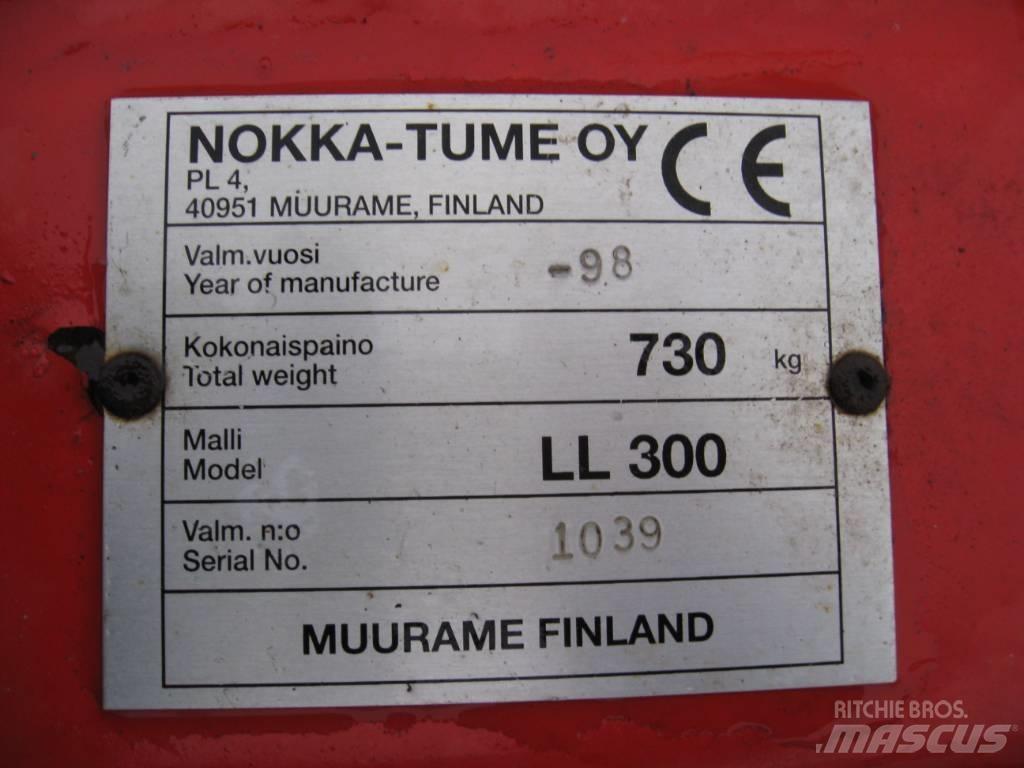 NOKKA-TUME OY CE
PL 4,
40951 MUURAME, FINLAND
Valm.vuosi
Year of manufacture
-98
Kokonaispaino
Total weight
730 kg
Malli
Model
LL 300
Valm. n:o
Serial No.
1039
MUURAME FINLAND
RITCHIE BROS.
MASCUS